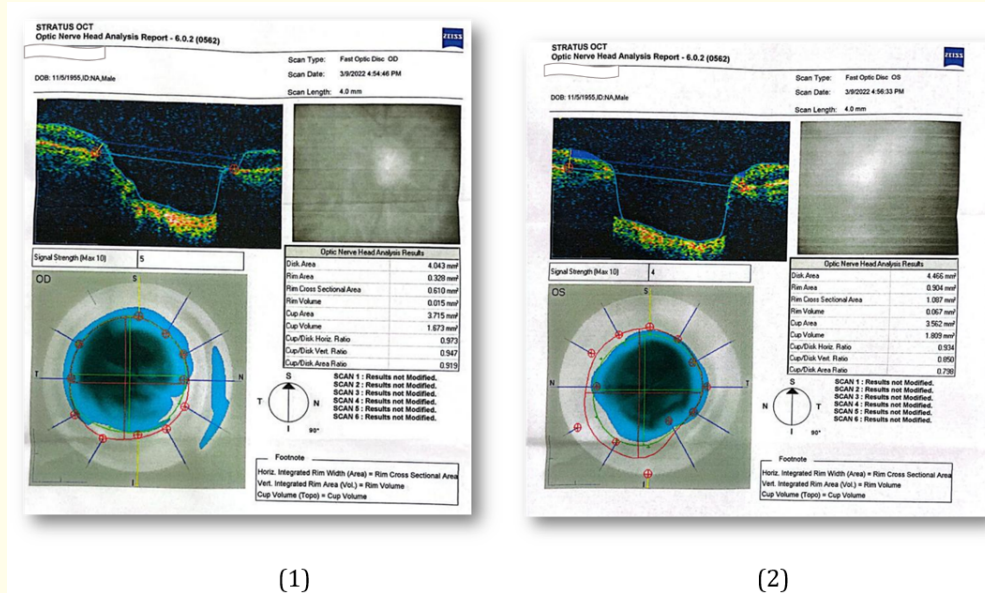 STRATUS OCT
Optic Nerve Head Analysis Report - 6.0.2 (0562)
ZEISS
DOB: 11/5/1955,ID:NA,Male
Scan Type: Fast Optic Disc OD
Scan Date: 3/9/2022 4:54:46 PM
Scan Length: 4.0 mm
Signal Strength (Max 10) 5
Optic Nerve Head Analysis Results
Disk Area 4.043 mm²
Rim Area 0.328 mm²
Rim Cross Sectional Area 0.610 mm²
Rim Volume 0.015 mm³
Cup Area 3.715 mm²
Cup Volume 1.673 mm³
Cup/Disk Horiz. Ratio 0.973
Cup/Disk Vert. Ratio 0.947
Cup/Disk Area Ratio 0.919
OD
S
T
N
I
SCAN 1 : Results not Modified.
SCAN 2 : Results not Modified.
SCAN 3 : Results not Modified.
SCAN 4 : Results not Modified.
SCAN 5 : Results not Modified.
SCAN 6 : Results not Modified.
S
T N
I 90°
Footnote
Horiz. Integrated Rim Width (Area) = Rim Cross Sectional Area
Vert. Integrated Rim Area (Vol.) = Rim Volume
Cup Volume (Topo) = Cup Volume
(1)
STRATUS OCT
Optic Nerve Head Analysis Report - 6.0.2 (0562)
ZEISS
DOB: 11/5/1955,ID:NA,Male
Scan Type: Fast Optic Disc OS
Scan Date: 3/9/2022 4:56:33 PM
Scan Length: 4.0 mm
Signal Strength (Max 10) 4
Optic Nerve Head Analysis Results
Disk Area 4.466 mm²
Rim Area 0.904 mm²
Rim Cross Sectional Area 1.087 mm²
Rim Volume 0.067 mm³
Cup Area 3.562 mm²
Cup Volume 1.809 mm³
Cup/Disk Horiz. Ratio 0.934
Cup/Disk Vert. Ratio 0.850
Cup/Disk Area Ratio 0.798
OS
S
N
T
I
SCAN 1 : Results not Modified.
SCAN 2 : Results not Modified.
SCAN 3 : Results not Modified.
SCAN 4 : Results not Modified.
SCAN 5 : Results not Modified.
SCAN 6 : Results not Modified.
S
N T
I 90°
Footnote
Horiz. Integrated Rim Width (Area) = Rim Cross Sectional Area
Vert. Integrated Rim Area (Vol.) = Rim Volume
Cup Volume (Topo) = Cup Volume
(2)